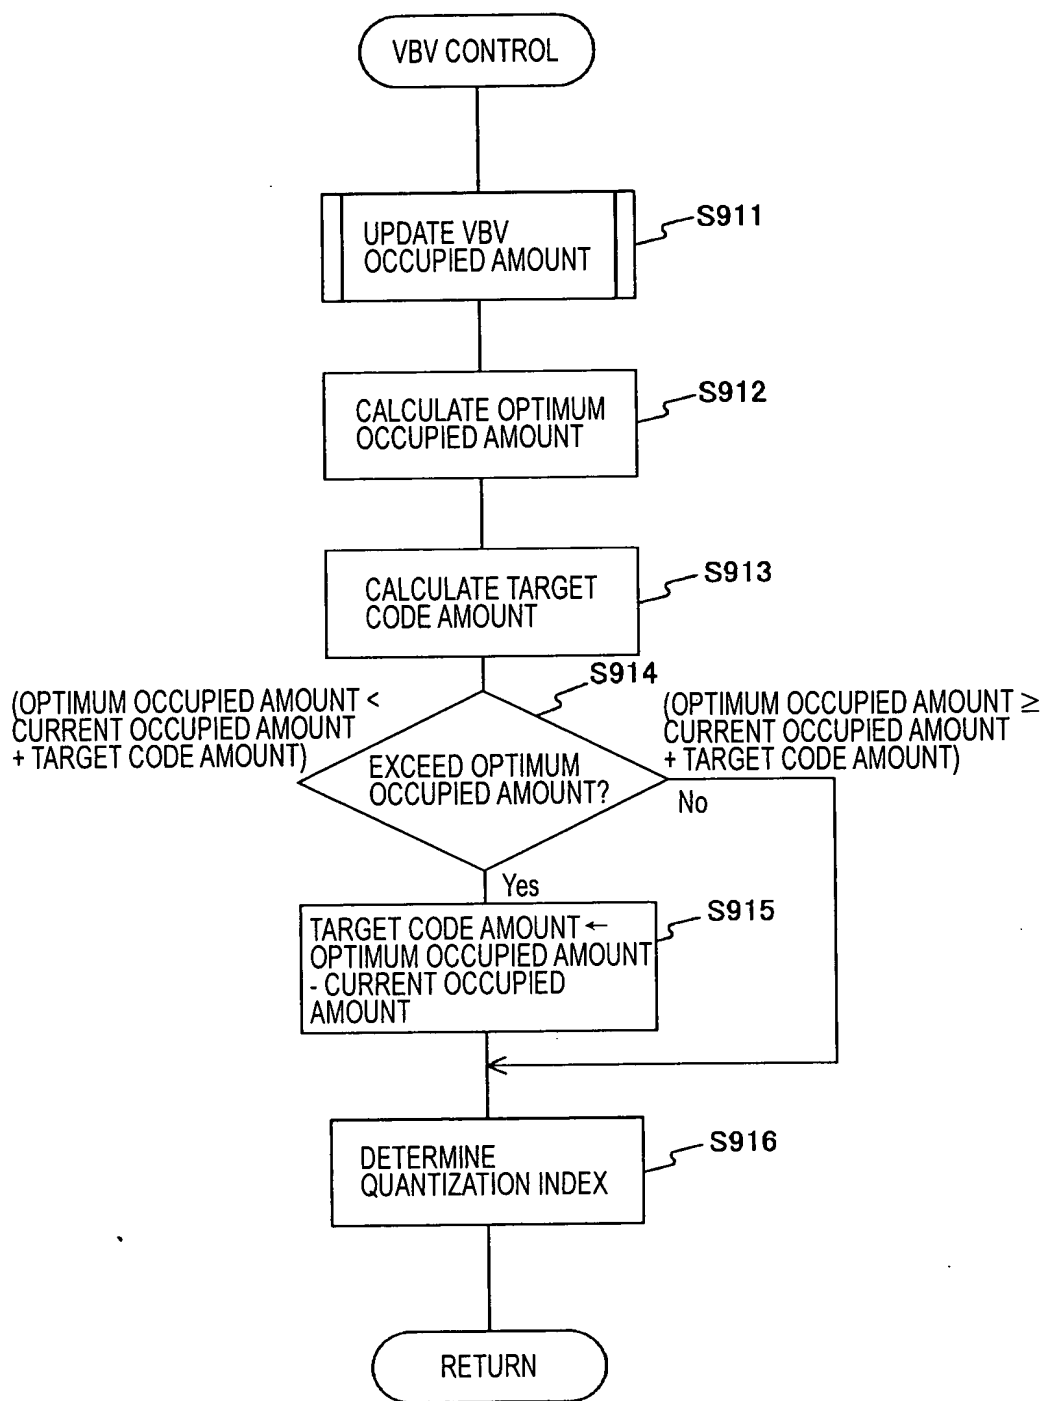 VBV CONTROL
UPDATE VBV
OCCUPIED AMOUNT
S911
CALCULATE OPTIMUM
OCCUPIED AMOUNT
S912
CALCULATE TARGET
CODE AMOUNT
S913
S914
(OPTIMUM OCCUPIED AMOUNT <
CURRENT OCCUPIED AMOUNT
+ TARGET CODE AMOUNT)
(OPTIMUM OCCUPIED AMOUNT ≥
CURRENT OCCUPIED AMOUNT
+ TARGET CODE AMOUNT)
EXCEED OPTIMUM
OCCUPIED AMOUNT?
No
Yes
TARGET CODE AMOUNT ←
OPTIMUM OCCUPIED AMOUNT
- CURRENT OCCUPIED
AMOUNT
S915
DETERMINE
QUANTIZATION INDEX
S916
RETURN